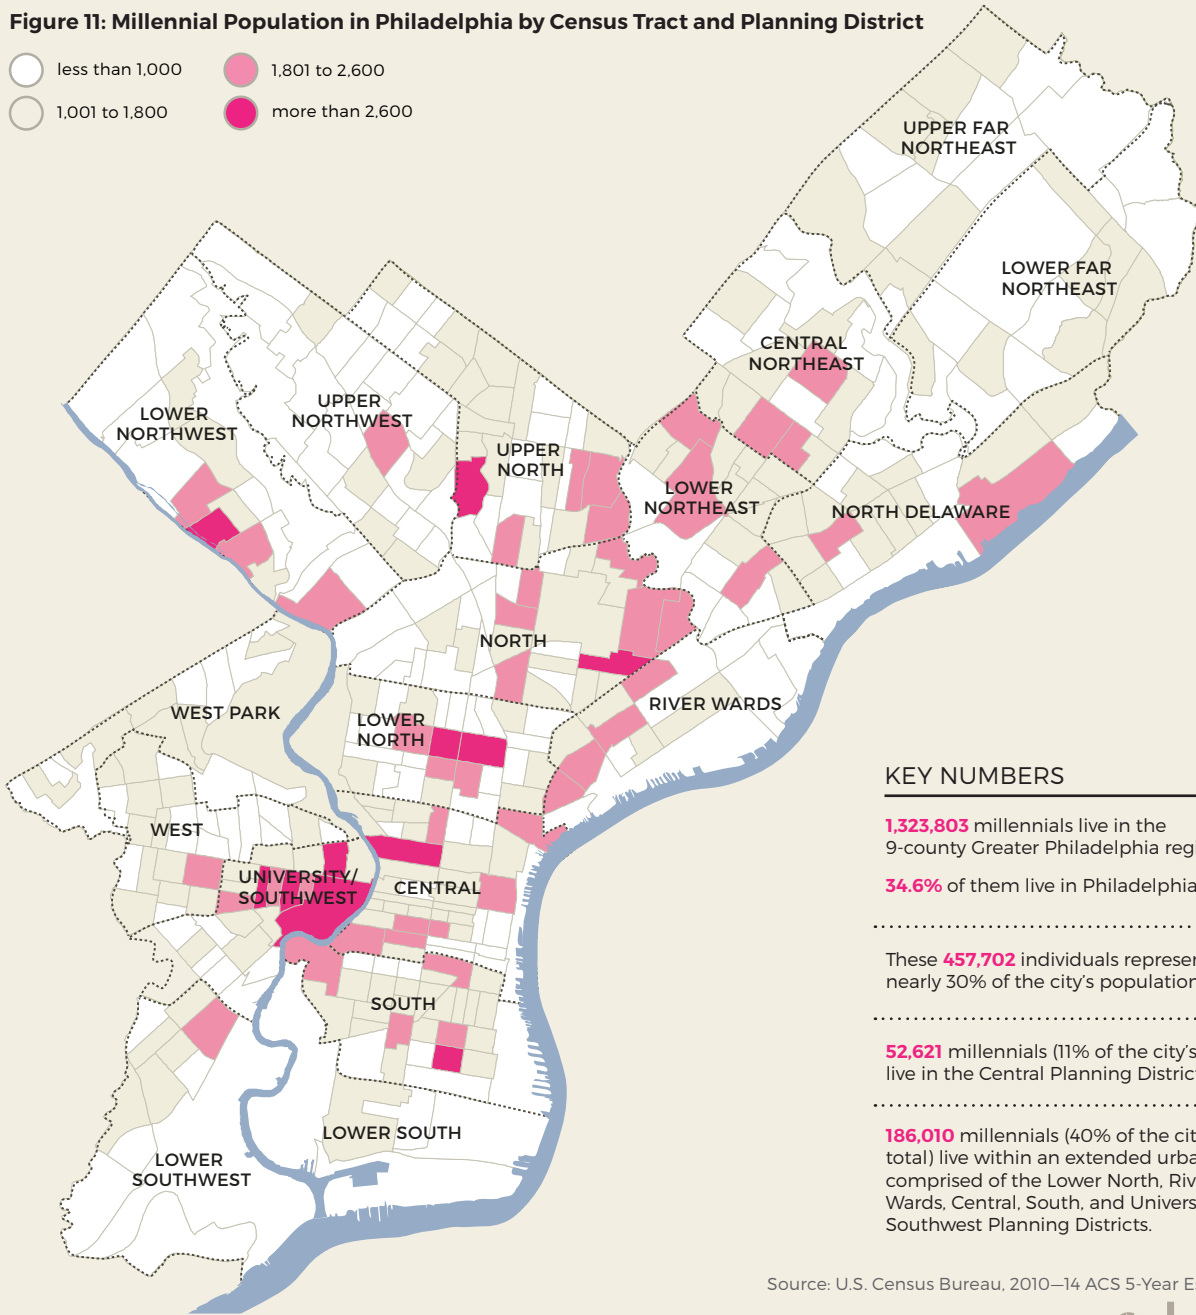 Figure 11: Millennial Population in Philadelphia by Census Tract and Planning District
less than 1,000
1,801 to 2,600
1,001 to 1,800
more than 2,600
UPPER FAR
NORTHEAST
LOWER FAR
NORTHEAST
CENTRAL
NORTHEAST
LOWER
NORTHWEST
UPPER
NORTHWEST
UPPER
NORTH
LOWER
NORTHEAST
NORTH DELAWARE
NORTH
RIVER WARDS
WEST PARK
LOWER
NORTH
WEST
UNIVERSITY/
SOUTHWEST
CENTRAL
SOUTH
LOWER SOUTH
LOWER
SOUTHWEST
KEY NUMBERS
1,323,803 millennials live in the
9-county Greater Philadelphia
34.6% of them live in Philadelphia
These 457,702 individuals
nearly 30% of the city's population
52,621 millennials (11% of the city's
live in the Central Planning
186,010 millennials (40% of the
total) live within an extended
comprised of the Lower North,
Wards, Central, South, and
Southwest Planning Districts.
Source: U.S. Census Bureau, 2010—14 ACS 5-Year